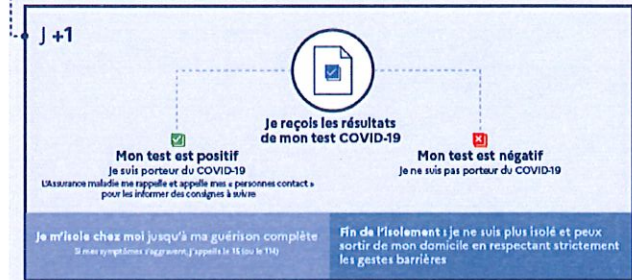 J +1
Je reçois les résultats
de mon test COVID-19
Mon test est positif
Je suis porteur du COVID-19
L'Assurance maladie me rappelle et appelle mes « personnes contact »
pour les informer des consignes à suivre
Mon test est négatif
Je ne suis pas porteur du COVID-19
Je m'isole chez moi jusqu'à ma guérison complète
Si mes symptômes s'aggravent, j'appelle le 15 (ou le 114)
Fin de l'isolement : je ne suis plus isolé et peux
sortir de mon domicile en respectant strictement
les gestes barrières